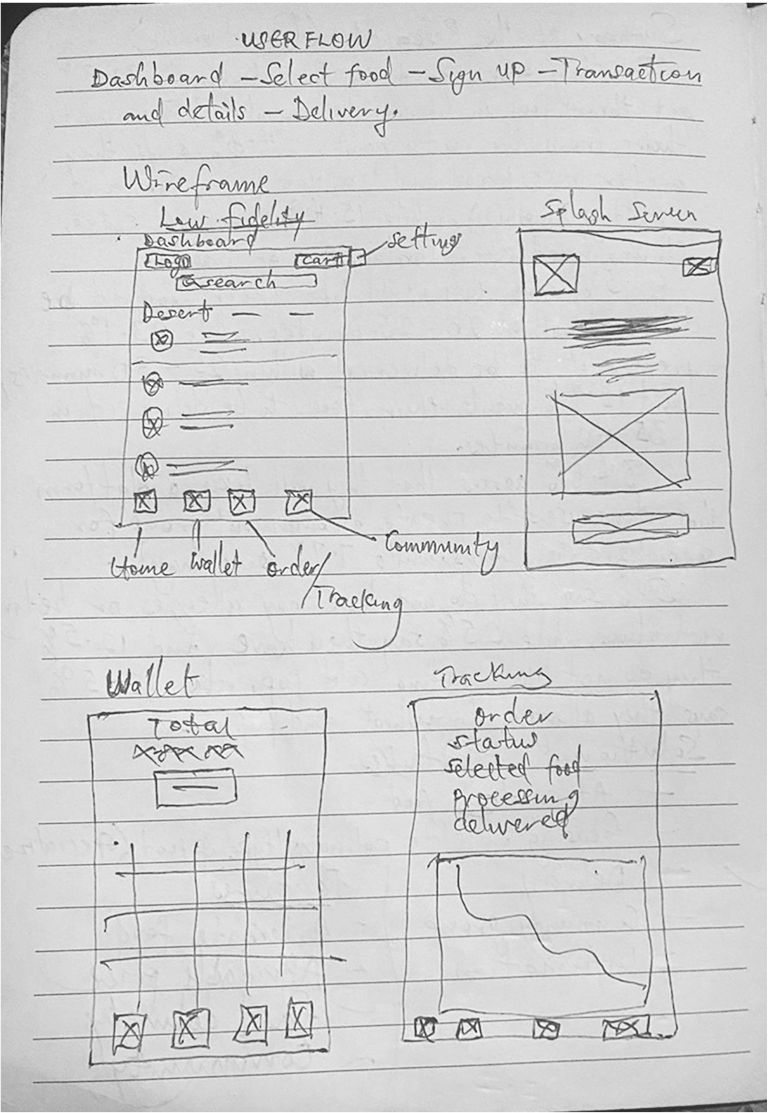 USER FLOW
Dashboard - Select food - Sign up - Transaction
and details - Delivery.
Wireframe
Low fidelity
Dashboard
Setting
Logo
Cart
search
Desert
Home
Wallet
order/
Tracking
Community
Splash Screen
Wallet
Total
Tracking
order
status
selected food
processing
delivered